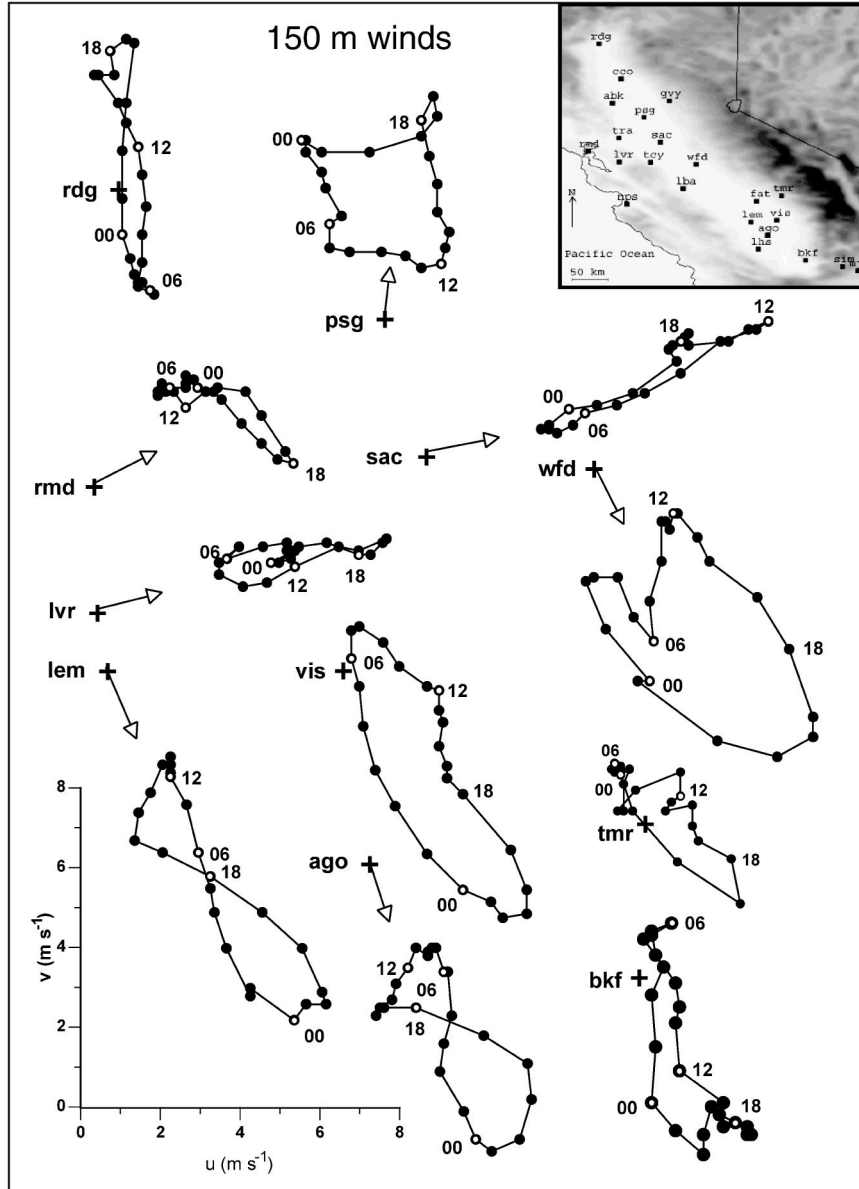 150 m winds
18
12
rdg
00
06
00
18
06
12
psg
rdg
cco
abk
gvy
psg
tra
sac
rmd
lvr
tcy
wfd
lba
nps
fat
tmr
lem
vis
ago
lhs
bkf
sim
m
N
Pacific Ocean
50 km
06
00
12
18
rmd
sac
12
18
00
06
wfd
12
06
18
00
lvr
06
00
12
18
lem
12
06
18
00
vis
06
12
18
00
ago
12
06
18
00
tmr
06
00
12
18
bkf
06
12
00
18
8
6
4
2
0
v (m s-1)
0
2
4
6
8
u (m s-1)